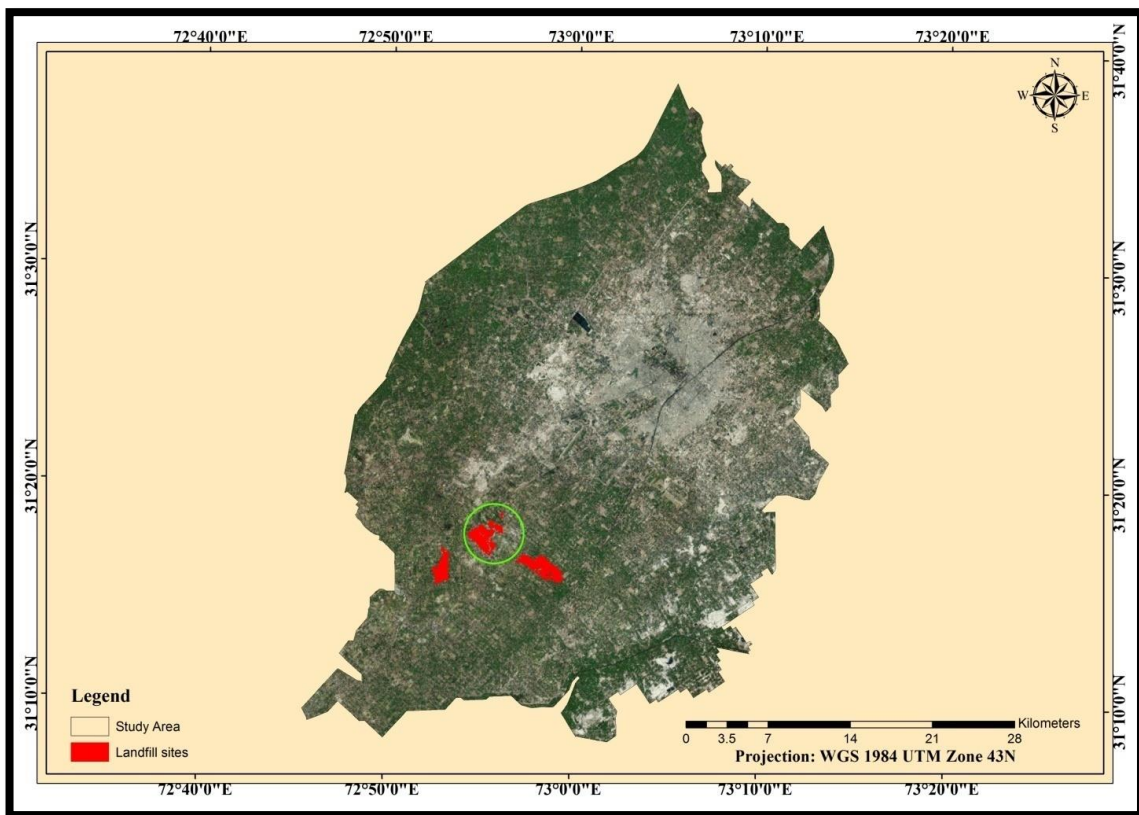 72°40'0"E 72°50'0"E 73°0'0"E 73°10'0"E 73°20'0"E
31°40'0"N
N
W E
S
31°30'0"N
31°30'0"N
31°20'0"N
31°20'0"N
31°10'0"N
31°10'0"N
Legend
Study Area
Landfill sites
Kilometers
0 3.5 7 14 21 28
Projection: WGS 1984 UTM Zone 43N
72°40'0"E 72°50'0"E 73°0'0"E 73°10'0"E 73°20'0"E